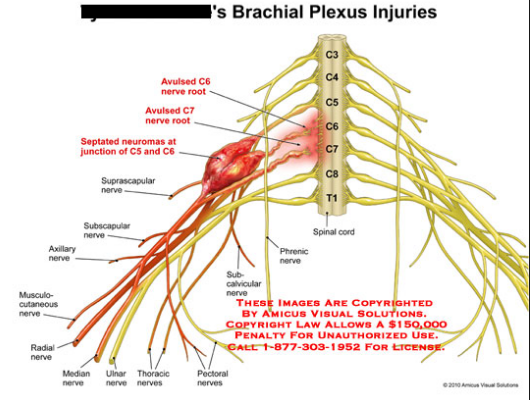 's Brachial Plexus Injuries
C3
C4
C5
C6
C7
C8
T1
Avulsed C6
nerve root
Avulsed C7
nerve root
Septated neuromas at
junction of C5 and C6
Suprascapular
nerve
Subscapular
nerve
Axillary
nerve
Musculo-
cutaneous
nerve
Radial
nerve
Median
nerve
Ulnar
nerve
Thoracic
nerves
Pectoral
nerves
Sub-
calvicular
nerve
Phrenic
nerve
Spinal cord
These Images Are Copyrighted
By Amicus Visual Solutions.
Copyright Law Allows A $150,000
Penalty For Unauthorized Use.
Call 1-877-303-1952 For License.
© 2010 Amicus Visual Solutions